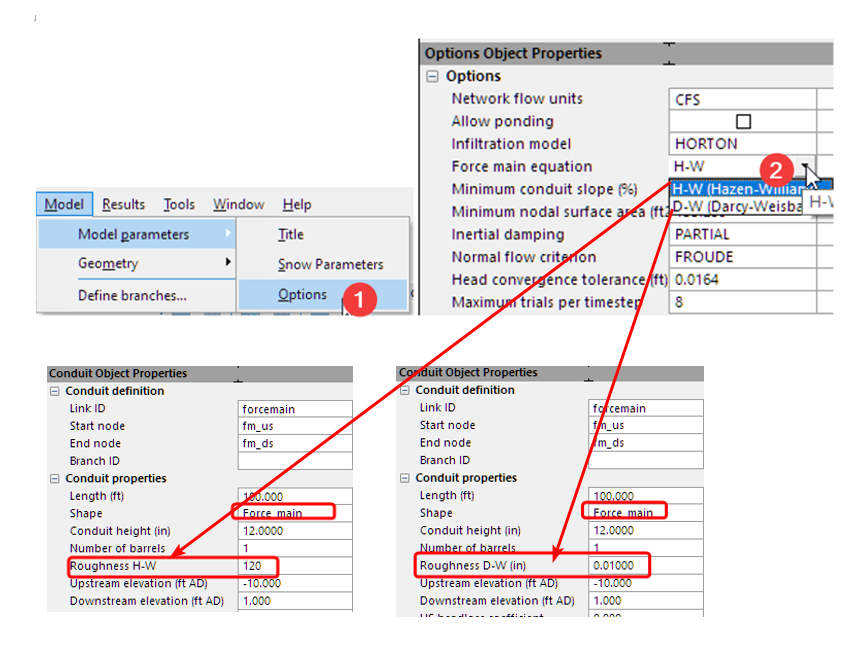 Options Object Properties
Options
Network flow units CFS
Allow ponding
Infiltration model HORTON
Force main equation H-W
2
Minimum conduit slope (%) H-W (Hazen-William
Minimum nodal surface area (ft2 D-W (Darcy-Weisba H-W
Inertial damping PARTIAL
Normal flow criterion FROUDE
Head convergence tolerance (ft) 0.0164
Maximum trials per timestep 8
Model Results Tools Window Help
Model parameters Title
Geometry Snow Parameters
Define branches... Options 1
Conduit Object Properties
Conduit definition
Link ID forcemain
Start node fm_us
End node fm_ds
Branch ID
Conduit properties
Length (ft) 100.000
Shape Force_main
Conduit height (in) 12.0000
Number of barrels 1
Roughness H-W 120
Upstream elevation (ft AD) -10.000
Downstream elevation (ft AD) 1.000
Conduit Object Properties
Conduit definition
Link ID forcemain
Start node fm_us
End node fm_ds
Branch ID
Conduit properties
Length (ft) 100.000
Shape Force_main
Conduit height (in) 12.0000
Number of barrels 1
Roughness D-W (in) 0.01000
Upstream elevation (ft AD) -10.000
Downstream elevation (ft AD) 1.000